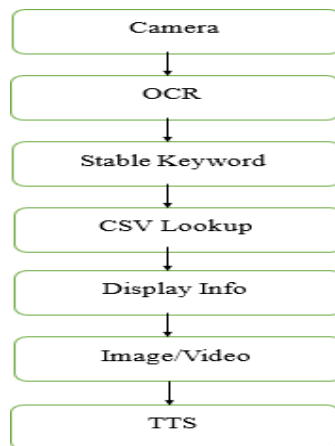 Camera
OCR
Stable Keyword
CSV Lookup
Display Info
Image/Video
TTS